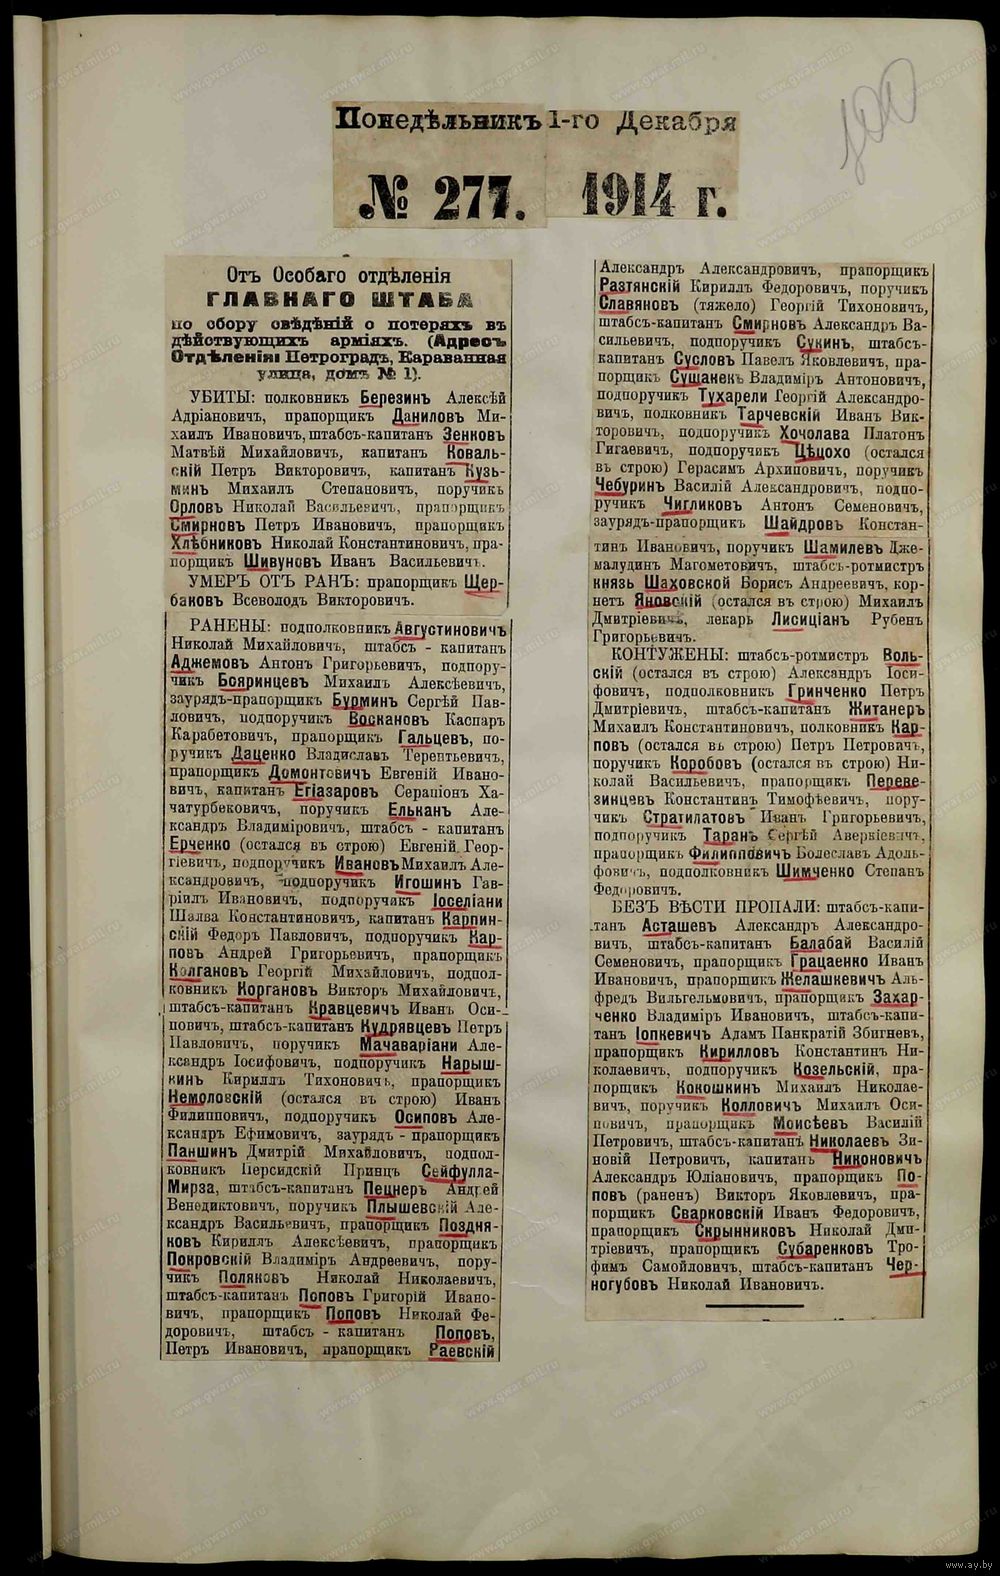 Понедѣльникъ 1-го Декабря
№ 277. 1914 г.
Отъ Особаго отдѣленія
ГЛАВНАГО ШТАБА
по сбору свѣдѣній о потеряхъ въ
дѣйствующихъ арміяхъ. (Адресъ
Отдѣленія: Петроградъ, Караванная
улица, домъ № 1).
УБИТЫ: полковникъ Березинъ Алексѣй
Адріановичъ, прапорщикъ Даниловъ Ми-
хаилъ Ивановичъ, штабсъ-капитанъ Зенковъ
Матвѣй Михайловичъ, капитанъ Коваль-
скій Петръ Викторовичъ, капитанъ Кузь-
минъ Михаилъ Степановичъ, поручикъ
Орловъ Николай Васильевичъ, прапорщикъ
Смирновъ Петръ Ивановичъ, прапорщикъ
Хлѣбниковъ Николай Константиновичъ, пра-
порщикъ Шивуновъ Иванъ Васильевичъ.
УМЕРЪ ОТЪ РАНЪ: прапорщикъ Щер-
баковъ Всеволодъ Викторовичъ.
РАНЕНЫ: подполковникъ Августиновичъ
Николай Михайловичъ, штабсъ - капитанъ
Аджемовъ Антонъ Григорьевичъ, подпору-
чикъ Бояринцевъ Михаилъ Алексѣевичъ,
заурядъ-прапорщикъ Бурминъ Сергѣй Пав-
ловичъ, подпоручикъ Воскановъ Каспаръ
Карабетовичъ, прапорщикъ Гальцевъ, по-
ручикъ Даценко Владиславъ Терентьевичъ,
прапорщикъ Домонтовичъ Евгеній Ивано-
вичъ, капитанъ Егіазаровъ Серапіонъ Ха-
чатурбековичъ, поручикъ Ельканъ Але-
ксандръ Владиміровичъ, штабсъ - капитанъ
Ерченко (остался въ строю) Евгеній Геор-
гіевичъ, подпоручикъ Ивановъ Михаилъ Але-
ксандровичъ, подпоручикъ Игошинъ Гав-
ріилъ Ивановичъ, подпоручикъ Іоселіани
Шалва Константиновичъ, капитанъ Карпин-
скій Федоръ Павловичъ, подпоручикъ Кар-
повъ Андрей Григорьевичъ, прапорщикъ
Колгановъ Георгій Михайловичъ, подпол-
ковникъ Коргановъ Викторъ Михайловичъ,
штабсъ-капитанъ Кравцевичъ Иванъ Оси-
повичъ, штабсъ-капитанъ Кудрявцевъ Петръ
Павловичъ, поручикъ Мачаваріани Але-
ксандръ Іосифовичъ, подпоручикъ Нарыш-
кинъ Кириллъ Тихоновичъ, прапорщикъ
Немоловскій (остался въ строю) Иванъ
Филипповичъ, подпоручикъ Осиповъ Але-
ксандръ Ефимовичъ, заурядъ - прапорщикъ
Паншинъ Дмитрій Михайловичъ, подпол-
ковникъ Персидскій Принцъ Сейфулла-
Мирза, штабсъ-капитанъ Пецнеръ Андрей
Венедиктовичъ, поручикъ Плышевскій Але-
ксандръ Васильевичъ, прапорщикъ Поздня-
ковъ Кириллъ Алексѣевичъ, прапорщикъ
Покровскій Владиміръ Андреевичъ, пору-
чикъ Поляковъ Николай Николаевичъ,
штабсъ-капитанъ Поповъ Григорій Ивано-
вичъ, прапорщикъ Поповъ Николай Фе-
доровичъ, штабсъ - капитанъ Поповъ,
Петръ Ивановичъ, прапорщикъ Раевскій
Александръ Александровичъ, прапорщикъ
Разтянскій Кириллъ Федоровичъ, поручикъ
Славяновъ (тяжело) Георгій Тихоновичъ,
штабсъ-капитанъ Смирновъ Александръ Ва-
сильевичъ, подпоручикъ Сукинъ, штабсъ-
капитанъ Сусловъ Павелъ Яковлевичъ, пра-
порщикъ Сущанекъ Владиміръ Антоновичъ,
подпоручикъ Тухарели Георгій Александро-
вичъ, полковникъ Тарчевскій Иванъ Вик-
торовичъ, подпоручикъ Хочолава Платонъ
Гигаевичъ, подпоручикъ Цѣцохо (остался
въ строю) Герасимъ Архиповичъ, поручикъ
Чебуринъ Василій Александровичъ, подпо-
ручикъ Чигликовъ Антонъ Семеновичъ,
заурядъ-прапорщикъ Шайдровъ Констан-
тинъ Ивановичъ, поручикъ Шамилевъ Дже-
малудинъ Магометовичъ, штабсъ-ротмистръ
князь Шаховской Борисъ Андреевичъ, кор-
нетъ Яновскій (остался въ строю) Михаилъ
Дмитріевичъ, лекарь Лисиціанъ Рубенъ
Григорьевичъ.
КОНТУЖЕНЫ: штабсъ-ротмистръ Воль-
скій (остался въ строю) Александръ Іоси-
фовичъ, подполковникъ Гринченко Петръ
Дмитріевичъ, штабсъ-капитанъ Житанеръ
Михаилъ Константиновичъ, полковникъ Кар-
повъ (остался въ строю) Петръ Петровичъ,
поручикъ Коробовъ (остался въ строю) Ни-
колай Васильевичъ, прапорщикъ Переве-
зинцевъ Константинъ Тимофѣевичъ, пору-
чикъ Стратилатовъ Иванъ Григорьевичъ,
подпоручикъ Таранъ Сергѣй Аверкіевичъ,
прапорщикъ Филипповичъ Болеславъ Адоль-
фовичъ, подполковникъ Шимченко Степанъ
Федоровичъ.
БЕЗЪ ВѢСТИ ПРОПАЛИ: штабсъ-капи-
танъ Асташевъ Александръ Александро-
вичъ, штабсъ-капитанъ Балабай Василій
Семеновичъ, прапорщикъ Грацаенко Иванъ
Ивановичъ, прапорщикъ Желашкевичъ Аль-
фредъ Вильгельмовичъ, прапорщикъ Захар-
ченко Владиміръ Ивановичъ, штабсъ-капи-
танъ Іопкевичъ Адамъ Панкратій Збигневъ,
прапорщикъ Кирилловъ Константинъ Ни-
колаевичъ, подпоручикъ Козельскій, пра-
порщикъ Кокошкинъ Михаилъ Николае-
вичъ, поручикъ Колловичъ Михаилъ Оси-
повичъ, прапорщикъ Моисѣевъ Василій
Петровичъ, штабсъ-капитанъ Николаевъ Зи-
новій Петровичъ, капитанъ Никоновичъ
Александръ Юліановичъ, прапорщикъ По-
повъ (раненъ) Викторъ Яковлевичъ, пра-
порщикъ Сварковскій Иванъ Федоровичъ,
прапорщикъ Скрынниковъ Николай Дми-
тріевичъ, прапорщикъ Субаренковъ Тро-
фимъ Самойловичъ, штабсъ-капитанъ Чер-
ногубовъ Николай Ивановичъ.
www.ay.by